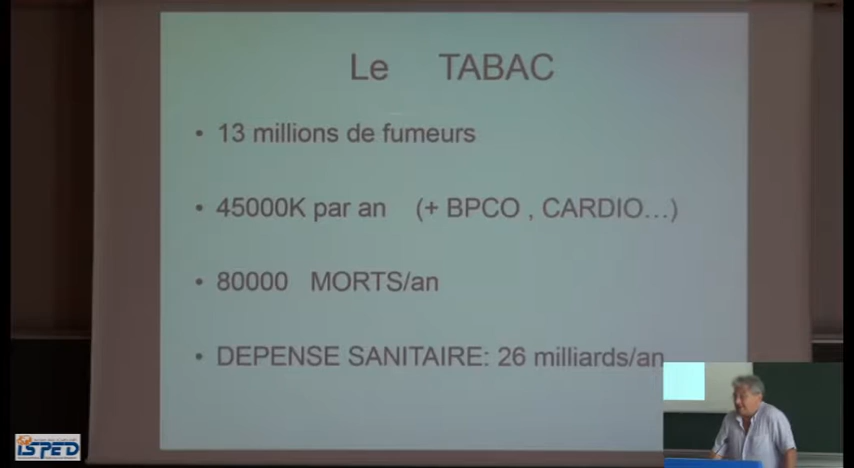 Le TABAC
• 13 millions de fumeurs
• 45000K par an (+ BPCO , CARDIO...)
• 80000 MORTS/an
• DEPENSE SANITAIRE: 26 milliards/an
ISPED